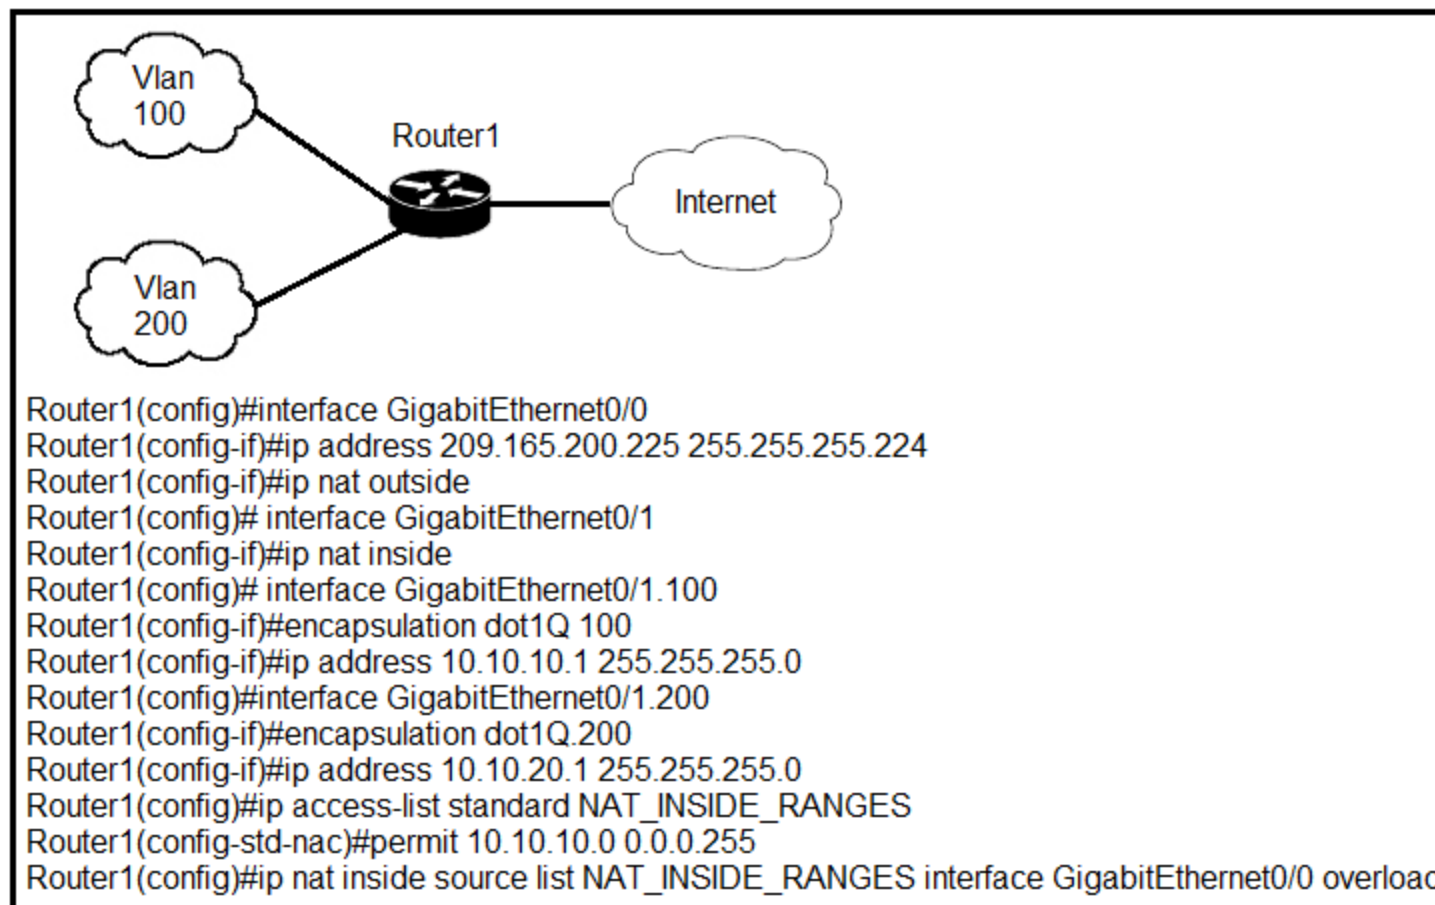 Vlan
100
Router1
Internet
Vlan
200
Router1(config)#interface GigabitEthernet0/0
Router1(config-if)#ip address 209.165.200.225 255.255.255.224
Router1(config-if)#ip nat outside
Router1(config)# interface GigabitEthernet0/1
Router1(config-if)#ip nat inside
Router1(config)# interface GigabitEthernet0/1.100
Router1(config-if)#encapsulation dot1Q 100
Router1(config-if)#ip address 10.10.10.1 255.255.255.0
Router1(config)#interface GigabitEthernet0/1.200
Router1(config-if)#encapsulation dot1Q.200
Router1(config-if)#ip address 10.10.20.1 255.255.255.0
Router1(config)#ip access-list standard NAT_INSIDE_RANGES
Router1(config-std-nac)#permit 10.10.10.0 0.0.0.255
Router1(config)#ip nat inside source list NAT_INSIDE_RANGES interface GigabitEthernet0/0